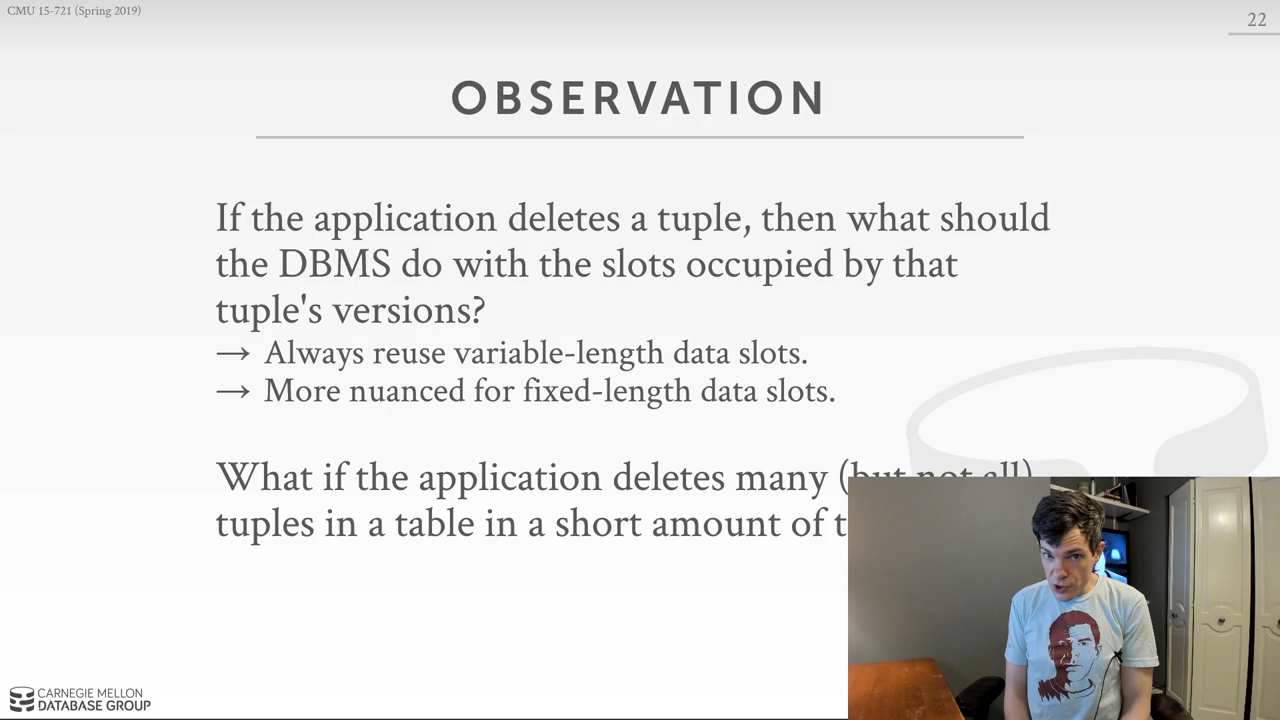 CMU 15-721 (Spring 2019)
22
OBSERVATION
If the application deletes a tuple, then what should
the DBMS do with the slots occupied by that
tuple's versions?
→ Always reuse variable-length data slots.
→ More nuanced for fixed-length data slots.
What if the application deletes many (but not all)
tuples in a table in a short amount of
CARNEGIE MELLON
DATABASE GROUP